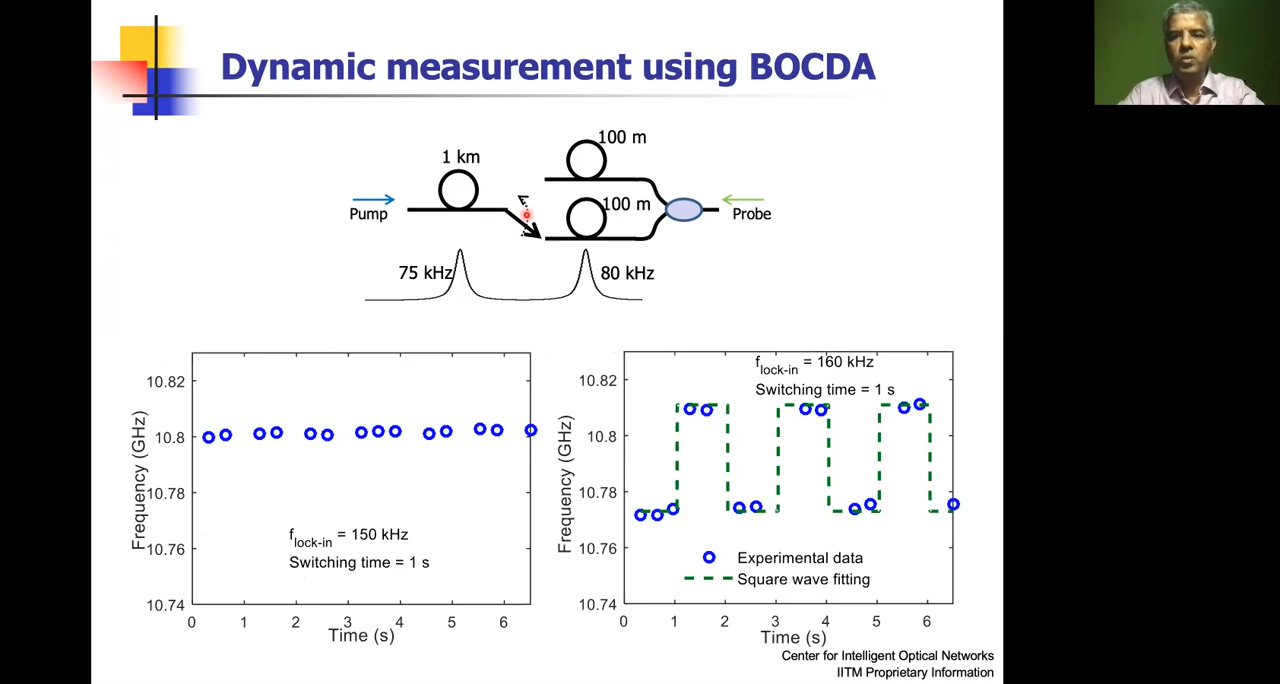 Dynamic measurement using BOCDA
100 m
1 km
100 m
Pump
Probe
75 kHz
80 kHz
10.82
10.8
10.78
10.76
10.74
Frequency (GHz)
f lock-in = 150 kHz
Switching time = 1 s
0 1 2 3 4 5 6
Time (s)
10.82
10.8
10.78
10.76
10.74
Frequency (GHz)
f lock-in = 160 kHz
Switching time = 1 s
Experimental data
Square wave fitting
0 1 2 3 4 5 6
Time (s)
Center for Intelligent Optical Networks
IITM Proprietary Information